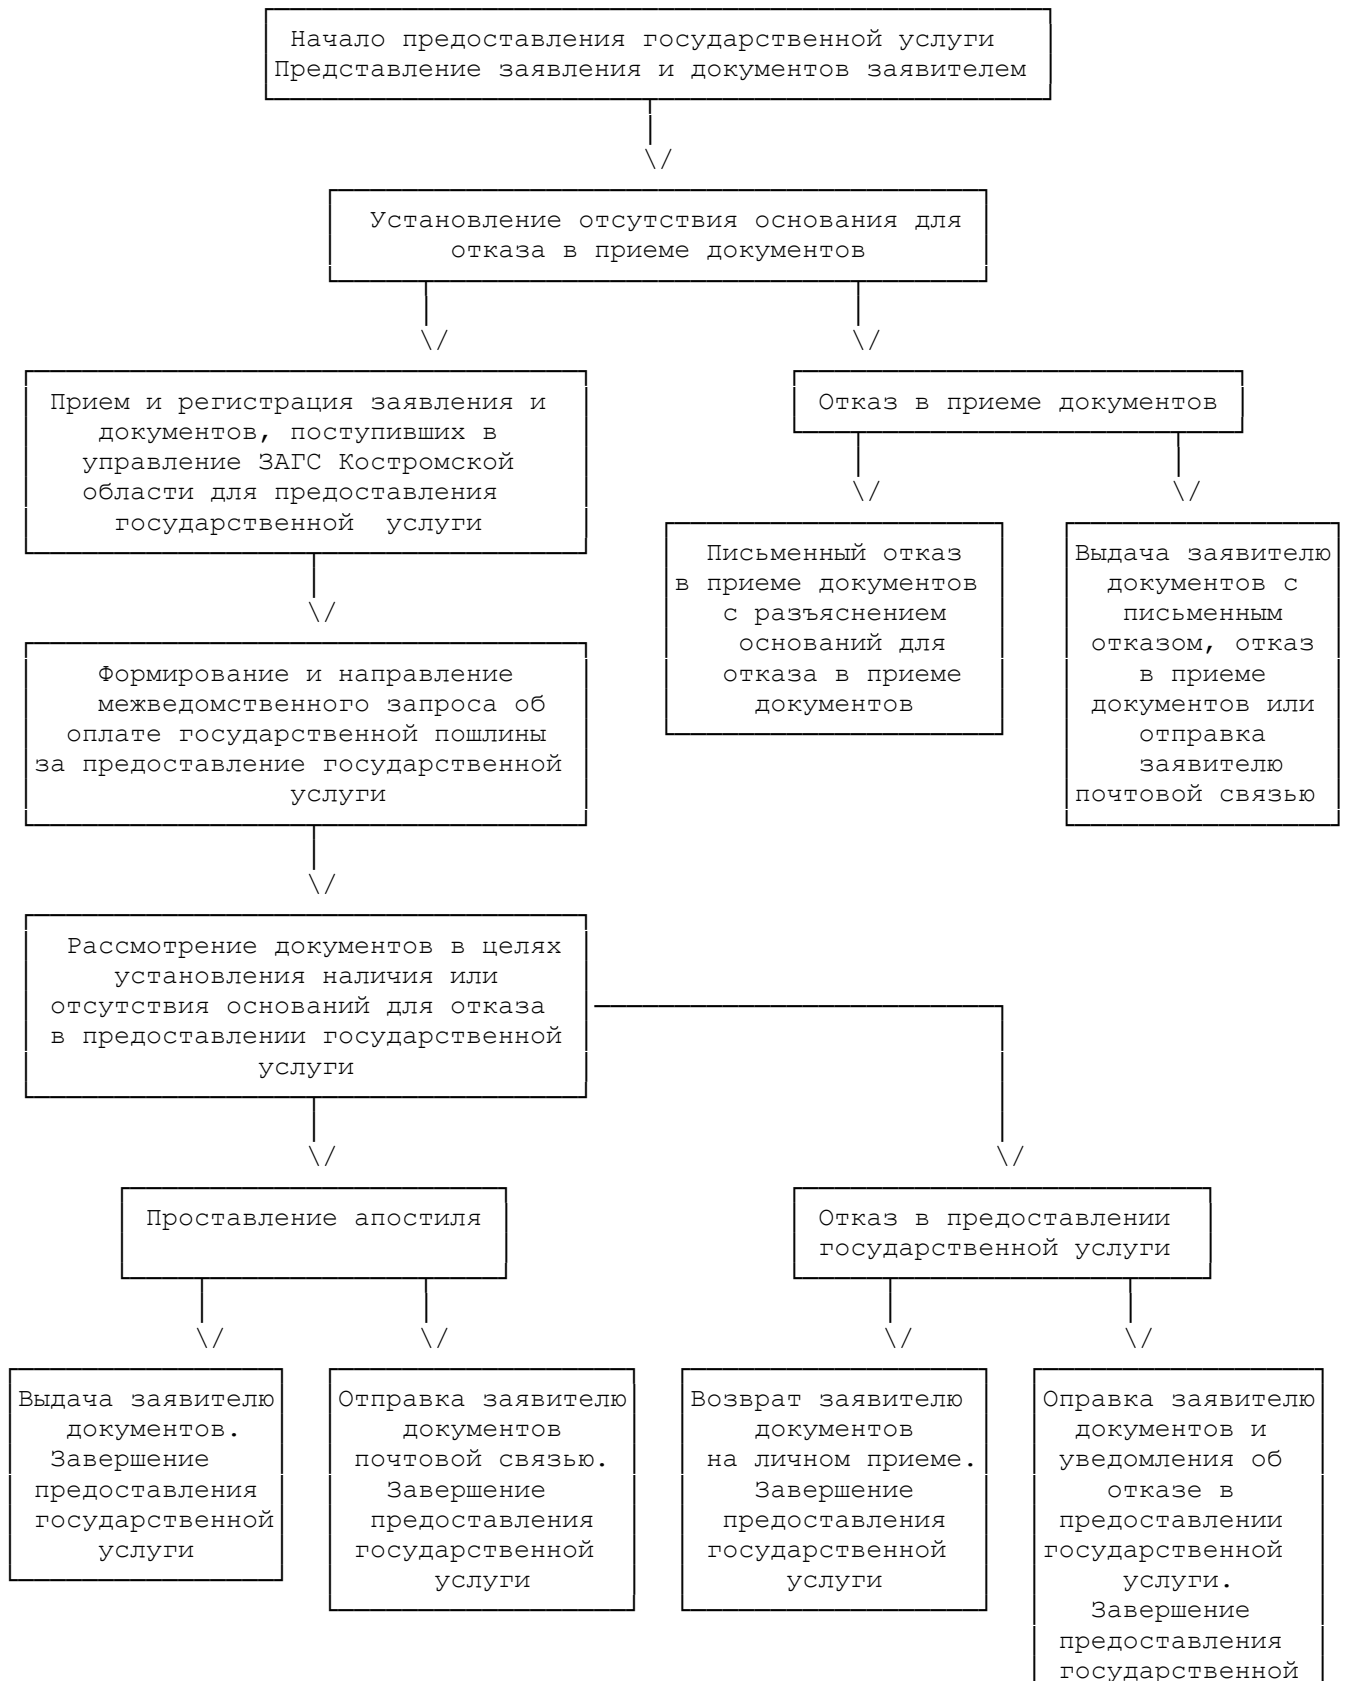 Начало предоставления государственной услуги
Представление заявления и документов заявителем
\/
Установление отсутствия основания для
отказа в приеме документов
\/
\/
Прием и регистрация заявления и
документов, поступивших в
управление ЗАГС Костромской
области для предоставления
государственной услуги
Отказ в приеме документов
\/
\/
Письменный отказ
в приеме документов
с разъяснением
оснований для
отказа в приеме
документов
Выдача заявителю
документов с
письменным
отказом, отказ
в приеме
документов или
отправка
заявителю
почтовой связью
\/
Формирование и направление
межведомственного запроса об
оплате государственной пошлины
за предоставление государственной
услуги
\/
Рассмотрение документов в целях
установления наличия или
отсутствия оснований для отказа
в предоставлении государственной
услуги
\/
\/
Проставление апостиля
Отказ в предоставлении
государственной услуги
\/
\/
\/
\/
Выдача заявителю
документов.
Завершение
предоставления
государственной
услуги
Отправка заявителю
документов
почтовой связью.
Завершение
предоставления
государственной
услуги
Возврат заявителю
документов
на личном приеме.
Завершение
предоставления
государственной
услуги
Оправка заявителю
документов и
уведомления об
отказе в
предоставлении
государственной
услуги.
Завершение
предоставления
государственной